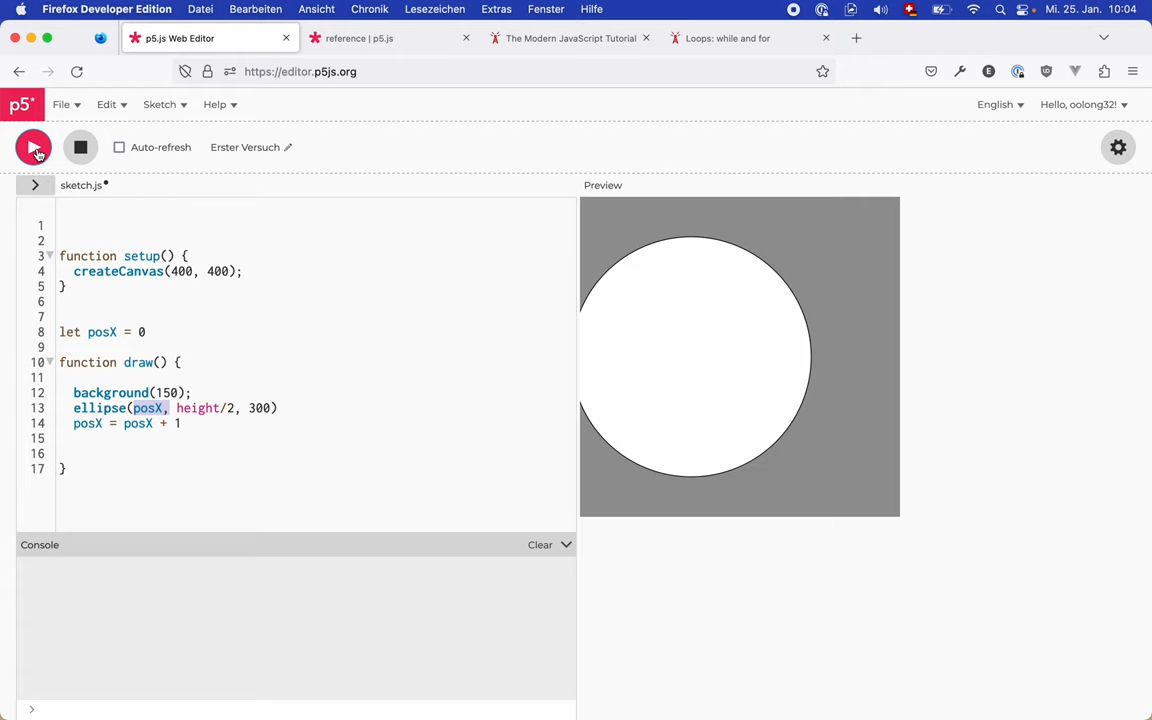 Firefox Developer Edition Datei Bearbeiten Ansicht Chronik Lesezeichen Extras Fenster Hilfe Mi. 25. Jan. 10:04
p5.js Web Editor reference | p5.js The Modern JavaScript Tutorial Loops: while and for
https://editor.p5js.org
p5* File Edit Sketch Help English Hello, oolong32!
Auto-refresh Erster Versuch
sketch.js Preview
1
2
3 function setup() {
4 createCanvas(400, 400);
5 }
6
7
8 let posX = 0
9
10 function draw() {
11
12 background(150);
13 ellipse(posX, height/2, 300)
14 posX = posX + 1
15
16
17 }
Console Clear
>